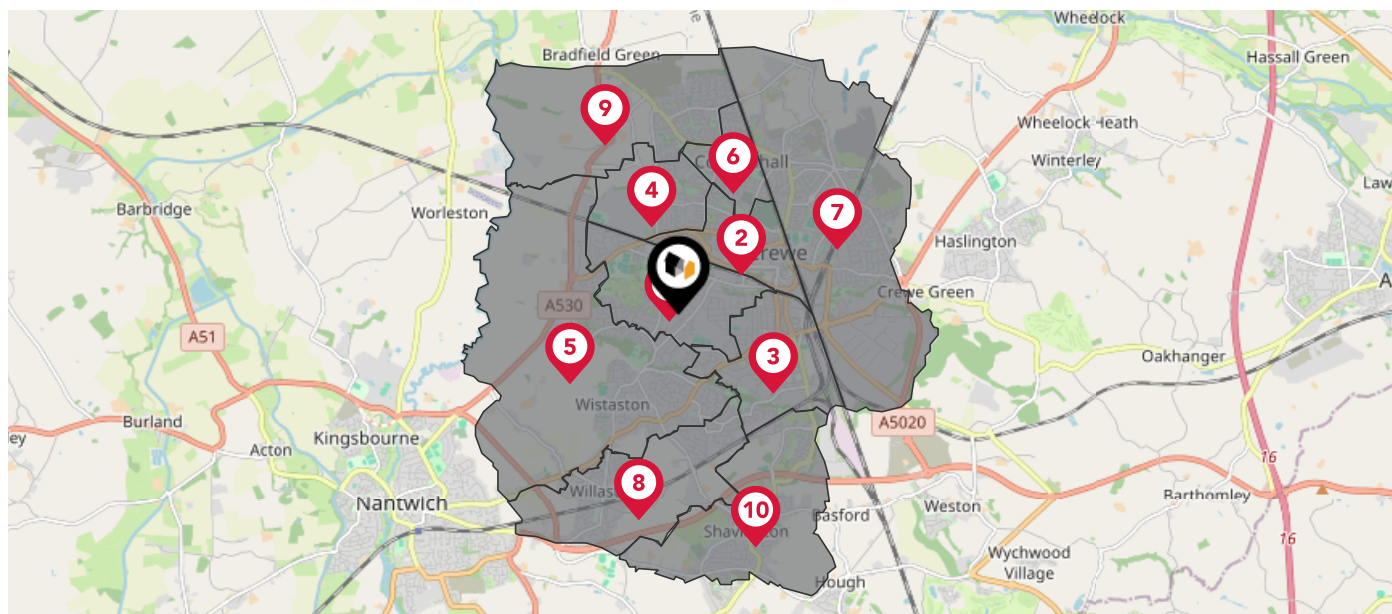 Wheelock
Bradfield Green
Hassall Green
9
Wheelock Heath
6
Winterley
4
Barbridge
Worleston
7
2
Crewe
Haslington
Crewe Green
A530
A51
5
3
Oakhanger
Wistaston
Burland
A5020
Kingsbourne
Acton
16
8
Nantwich
10
Barthomley
Weston
Basford
16
Wychwood
Village
Hough